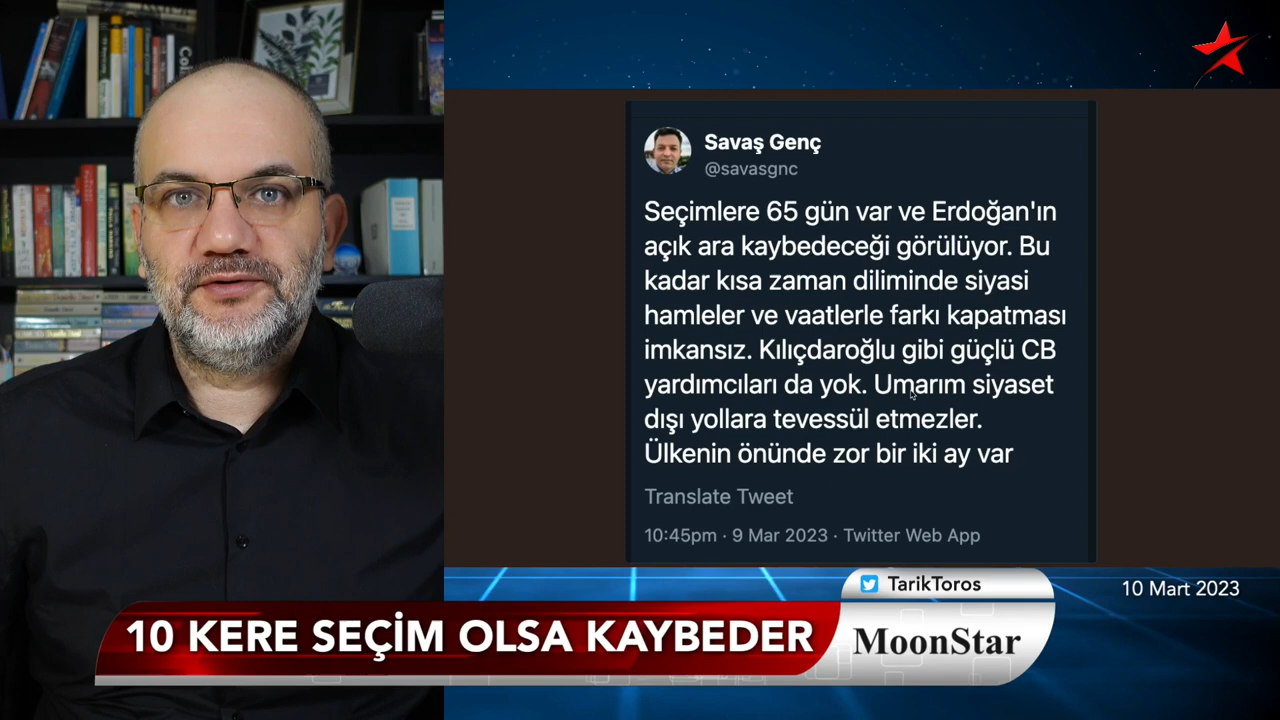 Savaş Genç
@savasgnc
Seçimlere 65 gün var ve Erdoğan'ın
açık ara kaybedeceği görülüyor. Bu
kadar kısa zaman diliminde siyasi
hamleler ve vaatlerle farkı kapatması
imkansız. Kılıçdaroğlu gibi güçlü CB
yardımcıları da yok. Umarım siyaset
dışı yollara tevessül etmezler.
Ülkenin önünde zor bir iki ay var
Translate Tweet
10:45pm · 9 Mar 2023 · Twitter Web App
TarikToros
10 Mart 2023
10 KERE SEÇİM OLSA KAYBEDER
MoonStar